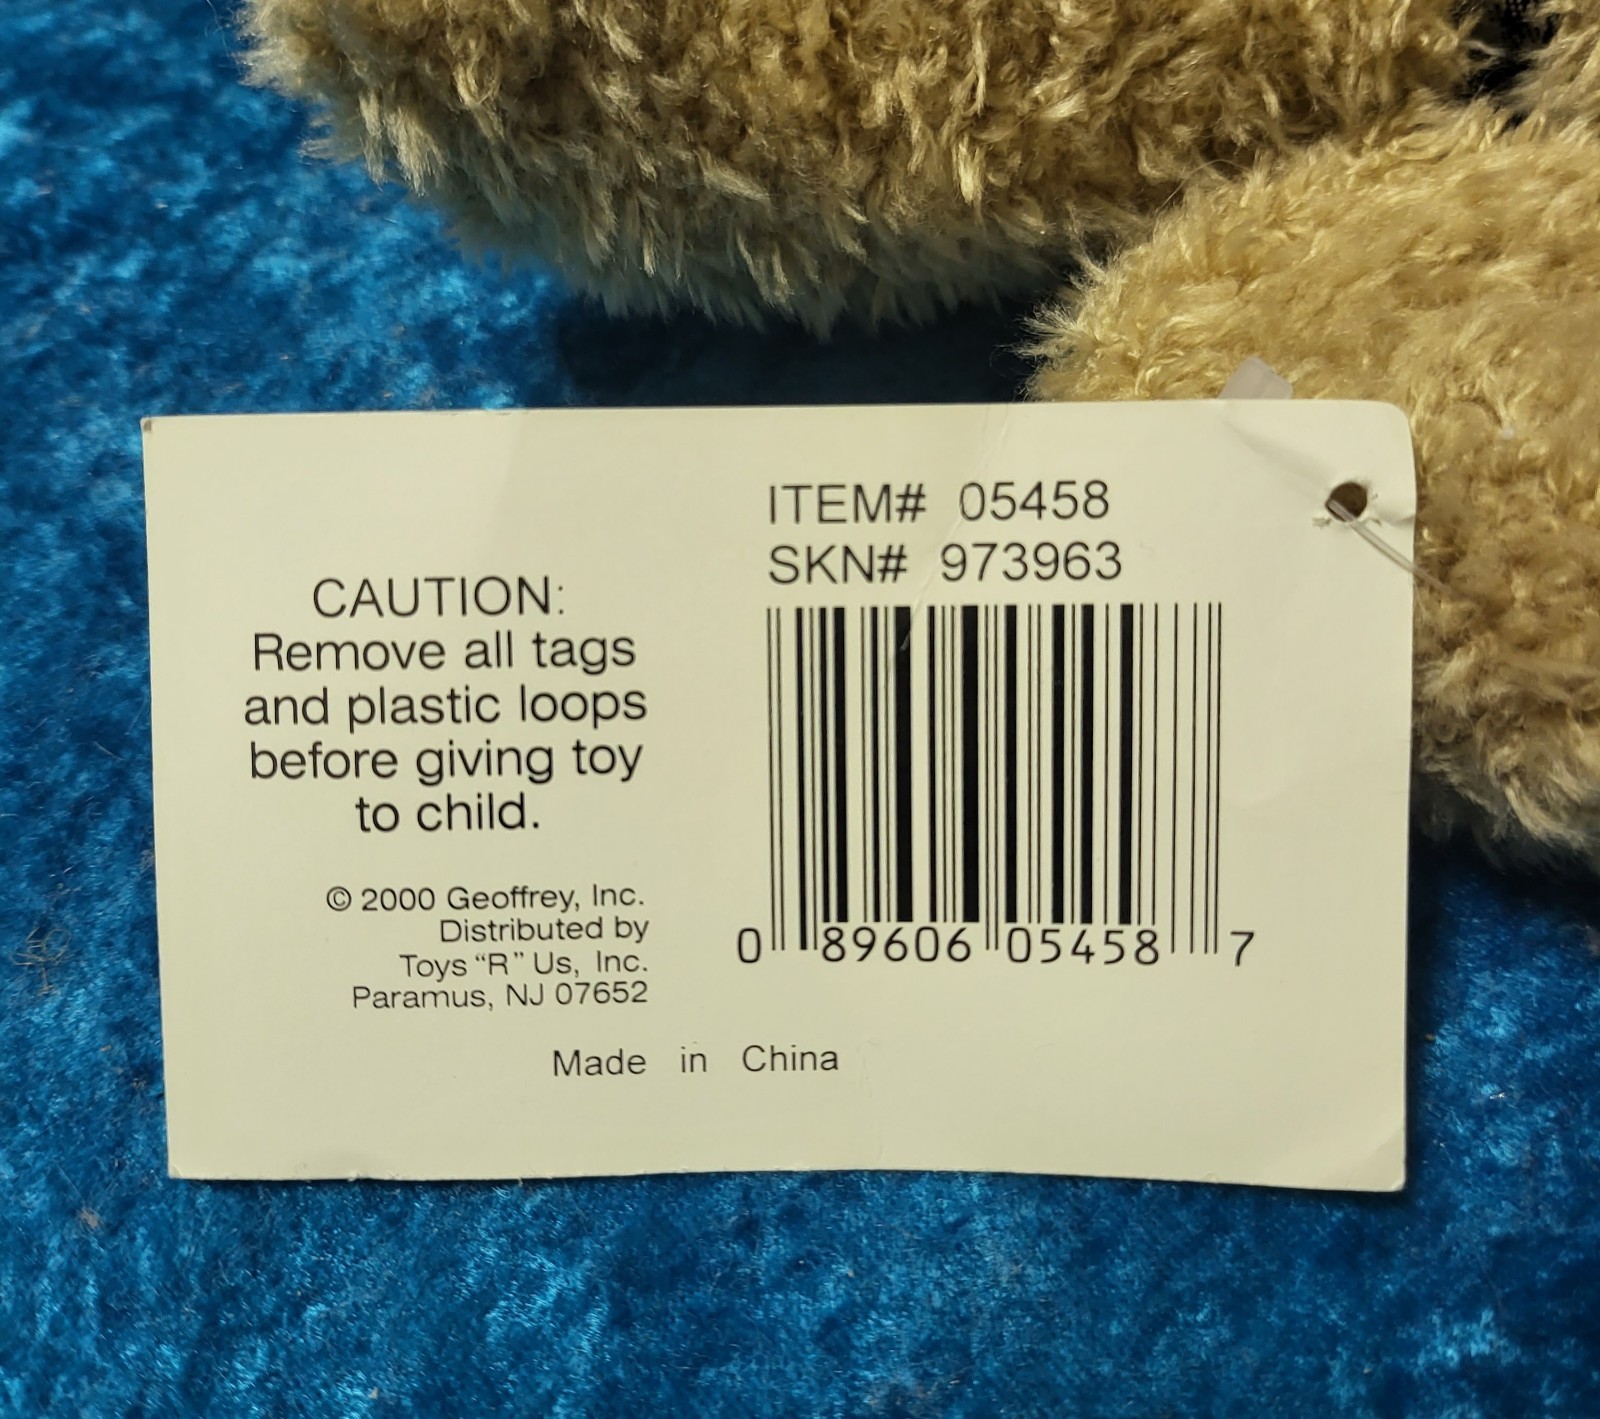 CAUTION:
Remove all tags
and plastic loops
before giving toy
to child.
© 2000 Geoffrey, Inc.
Distributed by
Toys “R” Us, Inc.
Paramus, NJ 07652
ITEM# 05458
SKN# 973963
0 89606 05458 7
Made in China